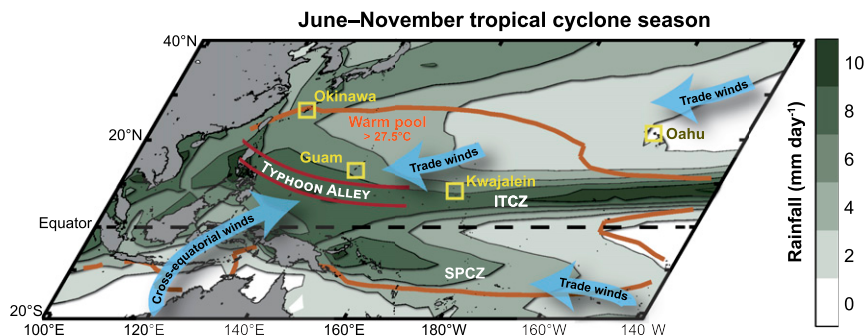 June–November tropical cyclone season
40°N
20°N
Equator
20°S
Okinawa
Warm pool
> 27.5°C
Trade winds
Oahu
Guam
Trade winds
TYPHOON ALLEY
Kwajalein
ITCZ
Cross-equatorial winds
SPCZ
Trade winds
100°E
120°E
140°E
160°E
180°W
160°W
140°W
Rainfall (mm day-1)
10
8
6
4
2
0